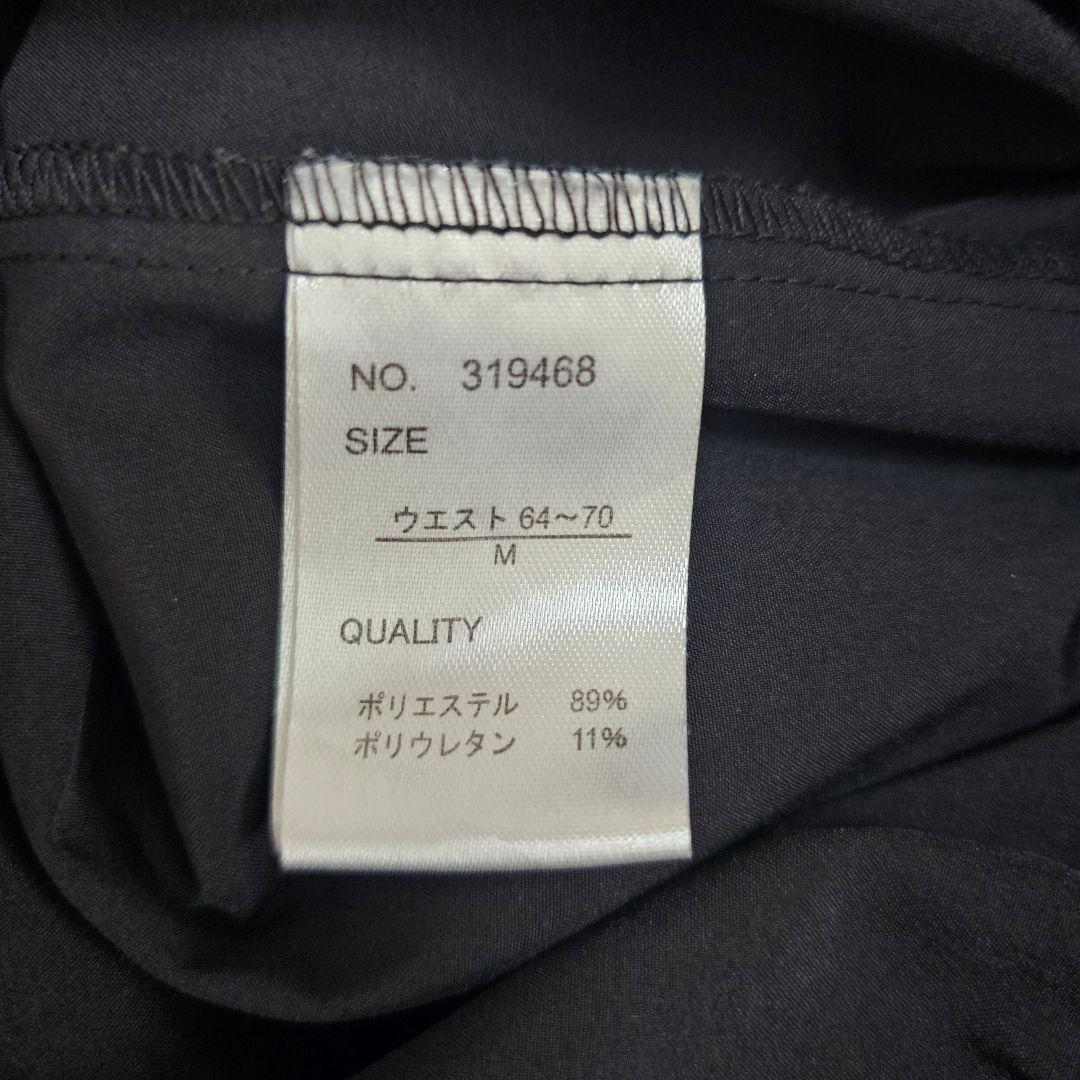 NO. 319468
SIZE
ウエスト 64〜70
M
QUALITY
ポリエステル 89%
ポリウレタン 11%